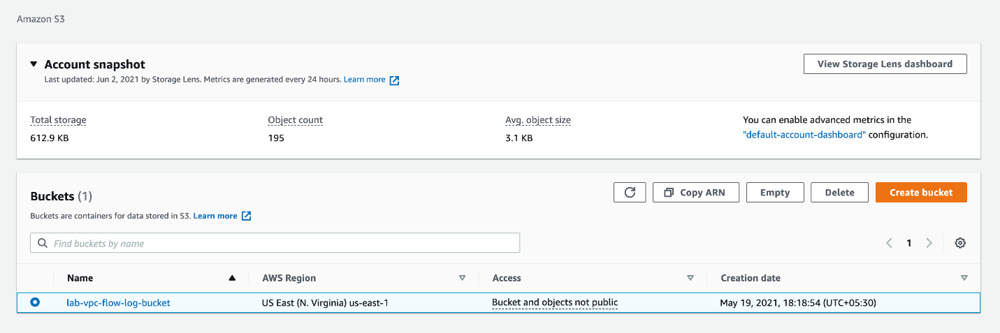 Amazon S3
Account snapshot
View Storage Lens dashboard
Last updated: Jun 2, 2021 by Storage Lens. Metrics are generated every 24 hours. Learn more
Total storage
Object count
Avg. object size
You can enable advanced metrics in the
612.9 KB
195
3.1 KB
"default-account-dashboard" configuration.
Buckets (1)
Copy ARN
Empty
Delete
Create bucket
Buckets are containers for data stored in S3. Learn more
Find buckets by name
1
Name
AWS Region
Access
Creation date
lab-vpc-flow-log-bucket
US East (N. Virginia) us-east-1
Bucket and objects not public
May 19, 2021, 18:18:54 (UTC+05:30)